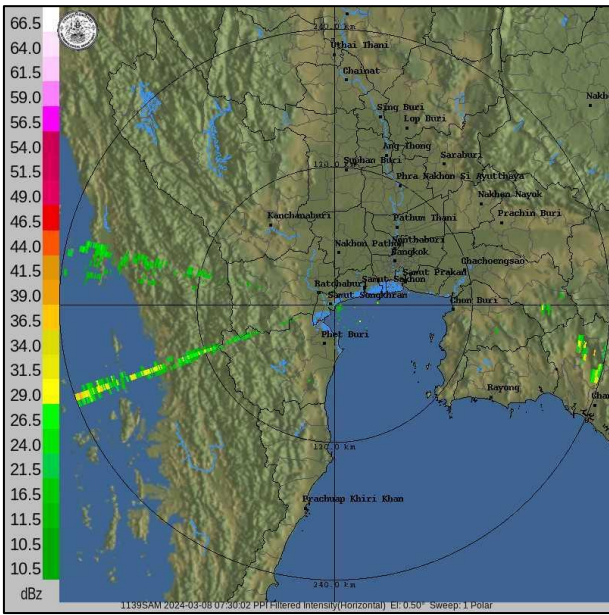 66.5
64.0
61.5
59.0
56.5
54.0
51.5
49.0
46.5
44.0
41.5
39.0
36.5
34.0
31.5
29.0
26.5
24.0
21.5
16.5
10.5
10.5
dBz
240.0 km
Uthai Thani
Chainat
Sing Buri
Lop Buri
Ang Thong
Saraburi
120.0 km
Suphan Buri
Phra Nakhon Si Ayutthaya
Nakhon Nayok
Kanchanaburi
Pathum Thani
Prachin Buri
Nakhon Pathom
Nonthaburi
Bangkok
Chachoengsao
Samut Prakan
Ratchaburi
Samut Sakhon
Samut Songkhram
Chon Buri
Phet Buri
Rayong
Chan
120.0 km
Prachuap Khiri Khan
240.0 km
1139SAM 2024-03-08 07:30:02 PPI Filtered Intensity(Horizontal) El: 0.50° Sweep: 1 Polar